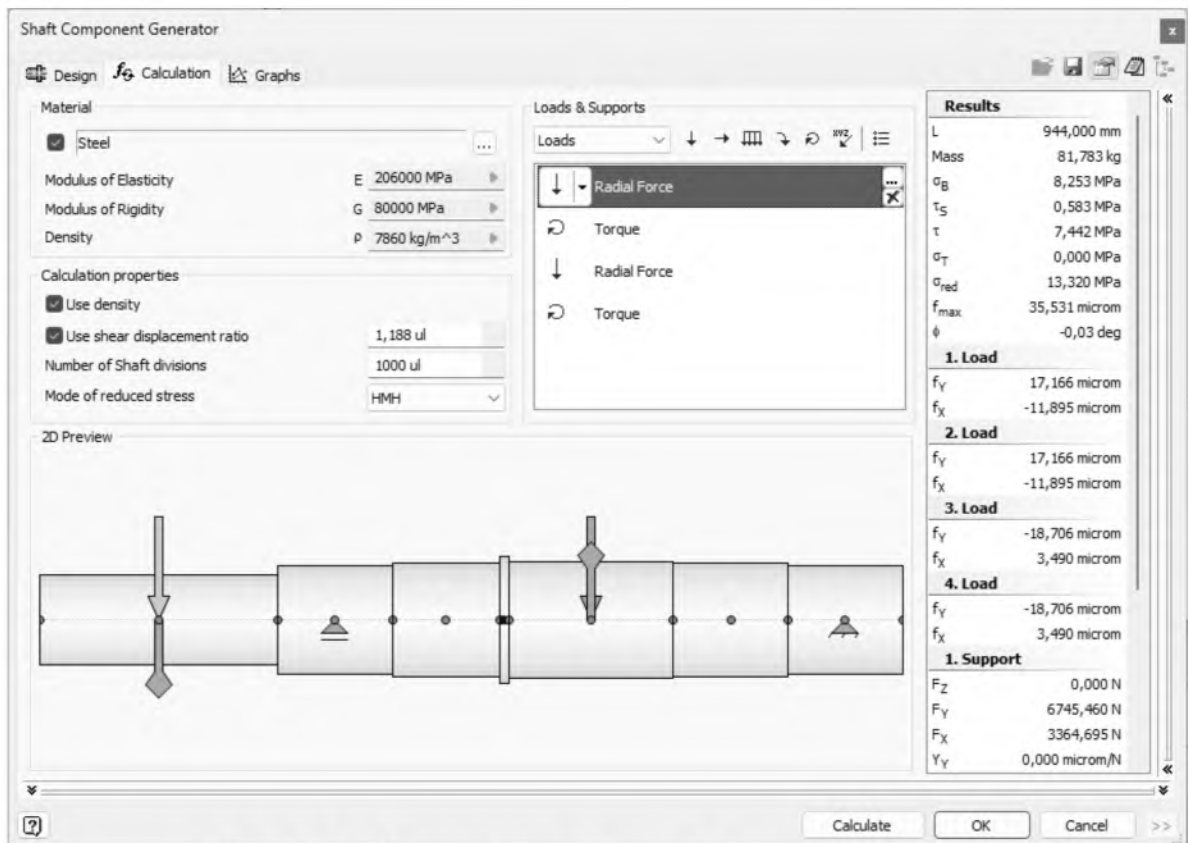 Shaft Component Generator
x
Design Calculation Graphs
Material
Steel ...
Modulus of Elasticity E 206000 MPa
Modulus of Rigidity G 80000 MPa
Density ρ 7860 kg/m^3
Calculation properties
Use density
Use shear displacement ratio 1,188 ul
Number of Shaft divisions 1000 ul
Mode of reduced stress HMH
Loads & Supports
Loads XYZ
Radial Force ...
Torque
Radial Force
Torque
2D Preview
Results
L 944,000 mm
Mass 81,783 kg
σB 8,253 MPa
τS 0,583 MPa
τ 7,442 MPa
σT 0,000 MPa
σred 13,320 MPa
fmax 35,531 microm
ϕ -0,03 deg
1. Load
fY 17,166 microm
fX -11,895 microm
2. Load
fY 17,166 microm
fX -11,895 microm
3. Load
fY -18,706 microm
fX 3,490 microm
4. Load
fY -18,706 microm
fX 3,490 microm
1. Support
FZ 0,000 N
FY 6745,460 N
FX 3364,695 N
YY 0,000 microm/N
? Calculate OK Cancel >>